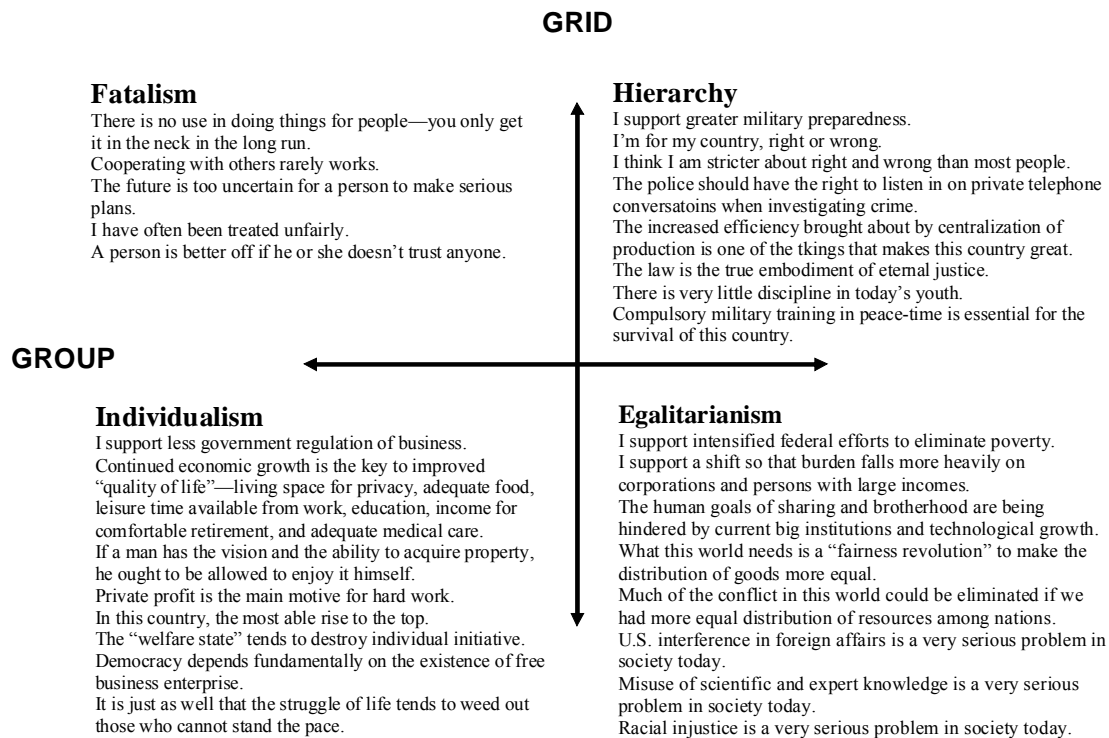 GRID
Fatalism
There is no use in doing things for people—you only get
it in the neck in the long run.
Cooperating with others rarely works.
The future is too uncertain for a person to make serious
plans.
I have often been treated unfairly.
A person is better off if he or she doesn’t trust anyone.
Hierarchy
I support greater military preparedness.
I’m for my country, right or wrong.
I think I am stricter about right and wrong than most people.
The police should have the right to listen in on private telephone
conversatoins when investigating crime.
The increased efficiency brought about by centralization of
production is one of the tkings that makes this country great.
The law is the true embodiment of eternal justice.
There is very little discipline in today’s youth.
Compulsory military training in peace-time is essential for the
survival of this country.
GROUP
Individualism
I support less government regulation of business.
Continued economic growth is the key to improved
“quality of life”—living space for privacy, adequate food,
leisure time available from work, education, income for
comfortable retirement, and adequate medical care.
If a man has the vision and the ability to acquire property,
he ought to be allowed to enjoy it himself.
Private profit is the main motive for hard work.
In this country, the most able rise to the top.
The “welfare state” tends to destroy individual initiative.
Democracy depends fundamentally on the existence of free
business enterprise.
It is just as well that the struggle of life tends to weed out
those who cannot stand the pace.
Egalitarianism
I support intensified federal efforts to eliminate poverty.
I support a shift so that burden falls more heavily on
corporations and persons with large incomes.
The human goals of sharing and brotherhood are being
hindered by current big institutions and technological growth.
What this world needs is a “fairness revolution” to make the
distribution of goods more equal.
Much of the conflict in this world could be eliminated if we
had more equal distribution of resources among nations.
U.S. interference in foreign affairs is a very serious problem in
society today.
Misuse of scientific and expert knowledge is a very serious
problem in society today.
Racial injustice is a very serious problem in society today.